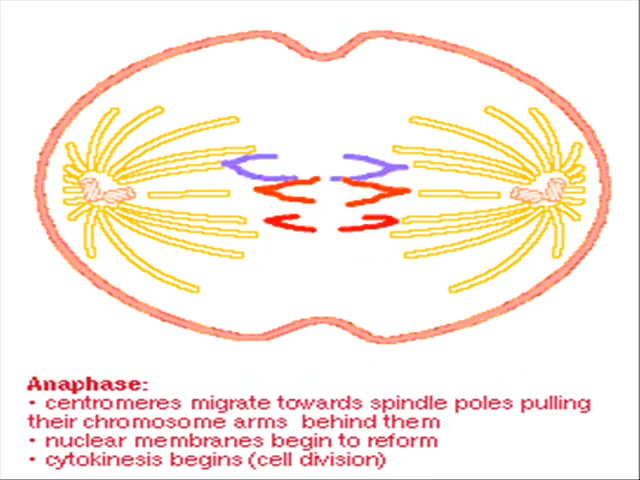 Anaphase:
• centromeres migrate towards spindle poles pulling
their chromosome arms behind them
• nuclear membranes begin to reform
• cytokinesis begins (cell division)